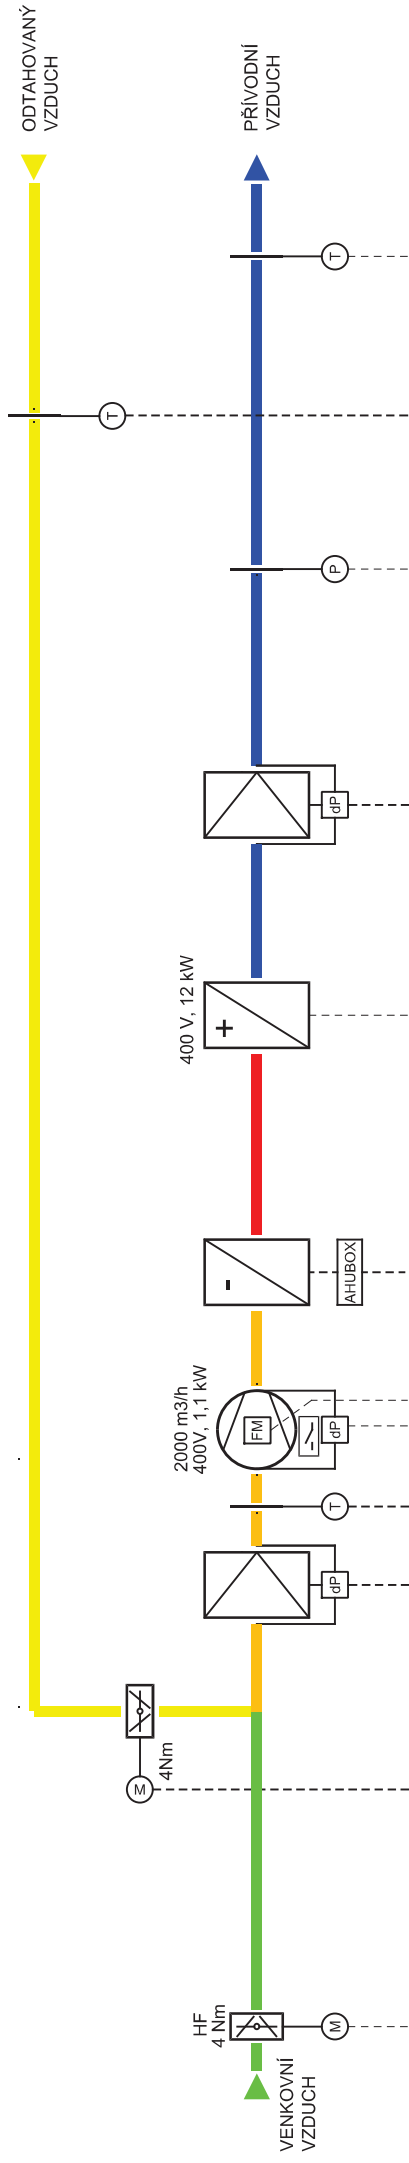 ODTAHOVANÝ
VZDUCH
PŘÍVODNÍ
VZDUCH
T
T
P
dP
400 V, 12 kW
+
-
AHUBOX
2000 m3/h
400V, 1,1 kW
FM
dP
T
dP
M
4Nm
HF
4 Nm
M
VENKOVNÍ
VZDUCH